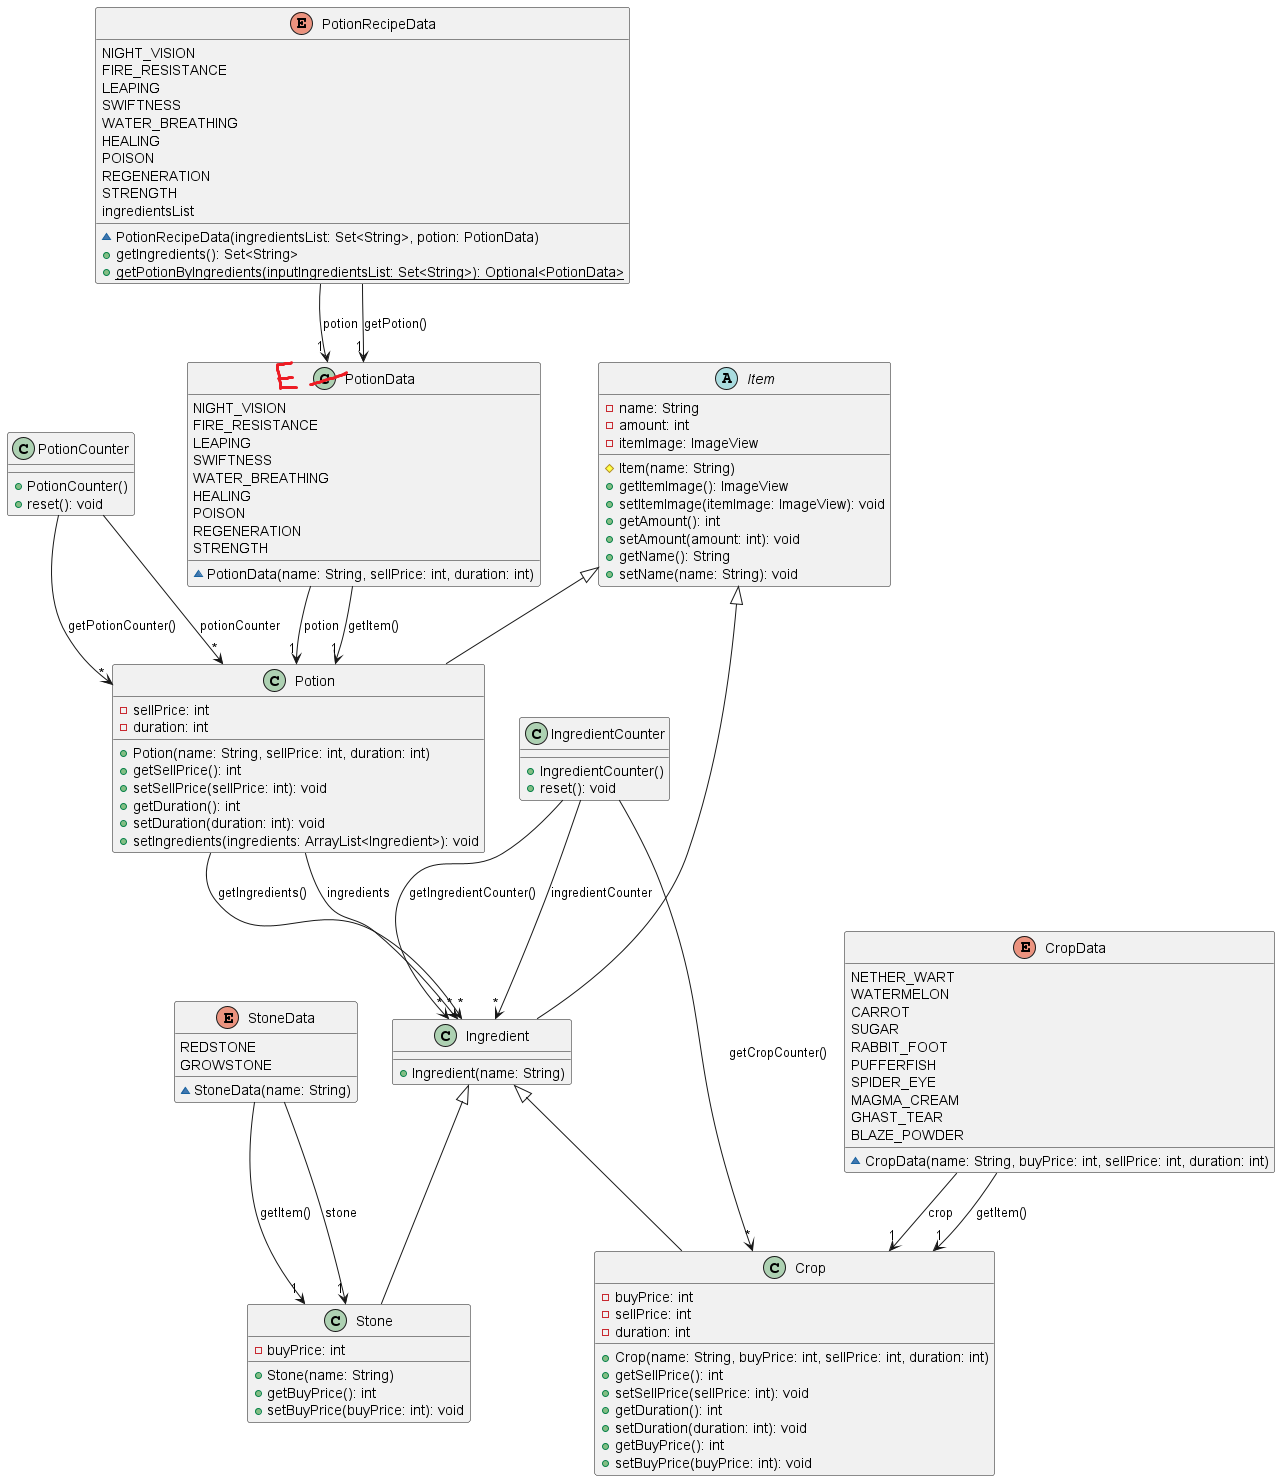 E PotionRecipeData
NIGHT_VISION
FIRE_RESISTANCE
LEAPING
SWIFTNESS
WATER_BREATHING
HEALING
POISON
REGENERATION
STRENGTH
ingredientsList
PotionRecipeData(ingredientsList: Set<String>, potion: PotionData)
getIngredients(): Set<String>
getPotionByIngredients(inputIngredientsList: Set<String>): Optional<PotionData>
potion
getPotion()
1
1
E C PotionData
NIGHT_VISION
FIRE_RESISTANCE
LEAPING
SWIFTNESS
WATER_BREATHING
HEALING
POISON
REGENERATION
STRENGTH
PotionData(name: String, sellPrice: int, duration: int)
A Item
name: String
amount: int
itemImage: ImageView
Item(name: String)
getItemImage(): ImageView
setItemImage(itemImage: ImageView): void
getAmount(): int
setAmount(amount: int): void
getName(): String
setName(name: String): void
C PotionCounter
PotionCounter()
reset(): void
getPotionCounter()
potionCounter
potion
getItem()
*
*
1
1
C Potion
sellPrice: int
duration: int
Potion(name: String, sellPrice: int, duration: int)
getSellPrice(): int
setSellPrice(sellPrice: int): void
getDuration(): int
setDuration(duration: int): void
setIngredients(ingredients: ArrayList<Ingredient>): void
C IngredientCounter
IngredientCounter()
reset(): void
getIngredients()
ingredients
getIngredientCounter()
ingredientCounter
getCropCounter()
*
*
*
*
*
E CropData
NETHER_WART
WATERMELON
CARROT
SUGAR
RABBIT_FOOT
PUFFERFISH
SPIDER_EYE
MAGMA_CREAM
GHAST_TEAR
BLAZE_POWDER
CropData(name: String, buyPrice: int, sellPrice: int, duration: int)
E StoneData
REDSTONE
GROWSTONE
StoneData(name: String)
C Ingredient
Ingredient(name: String)
getItem()
stone
1
1
crop
getItem()
1
1
C Stone
buyPrice: int
Stone(name: String)
getBuyPrice(): int
setBuyPrice(buyPrice: int): void
C Crop
buyPrice: int
sellPrice: int
duration: int
Crop(name: String, buyPrice: int, sellPrice: int, duration: int)
getSellPrice(): int
setSellPrice(sellPrice: int): void
getDuration(): int
setDuration(duration: int): void
getBuyPrice(): int
setBuyPrice(buyPrice: int): void